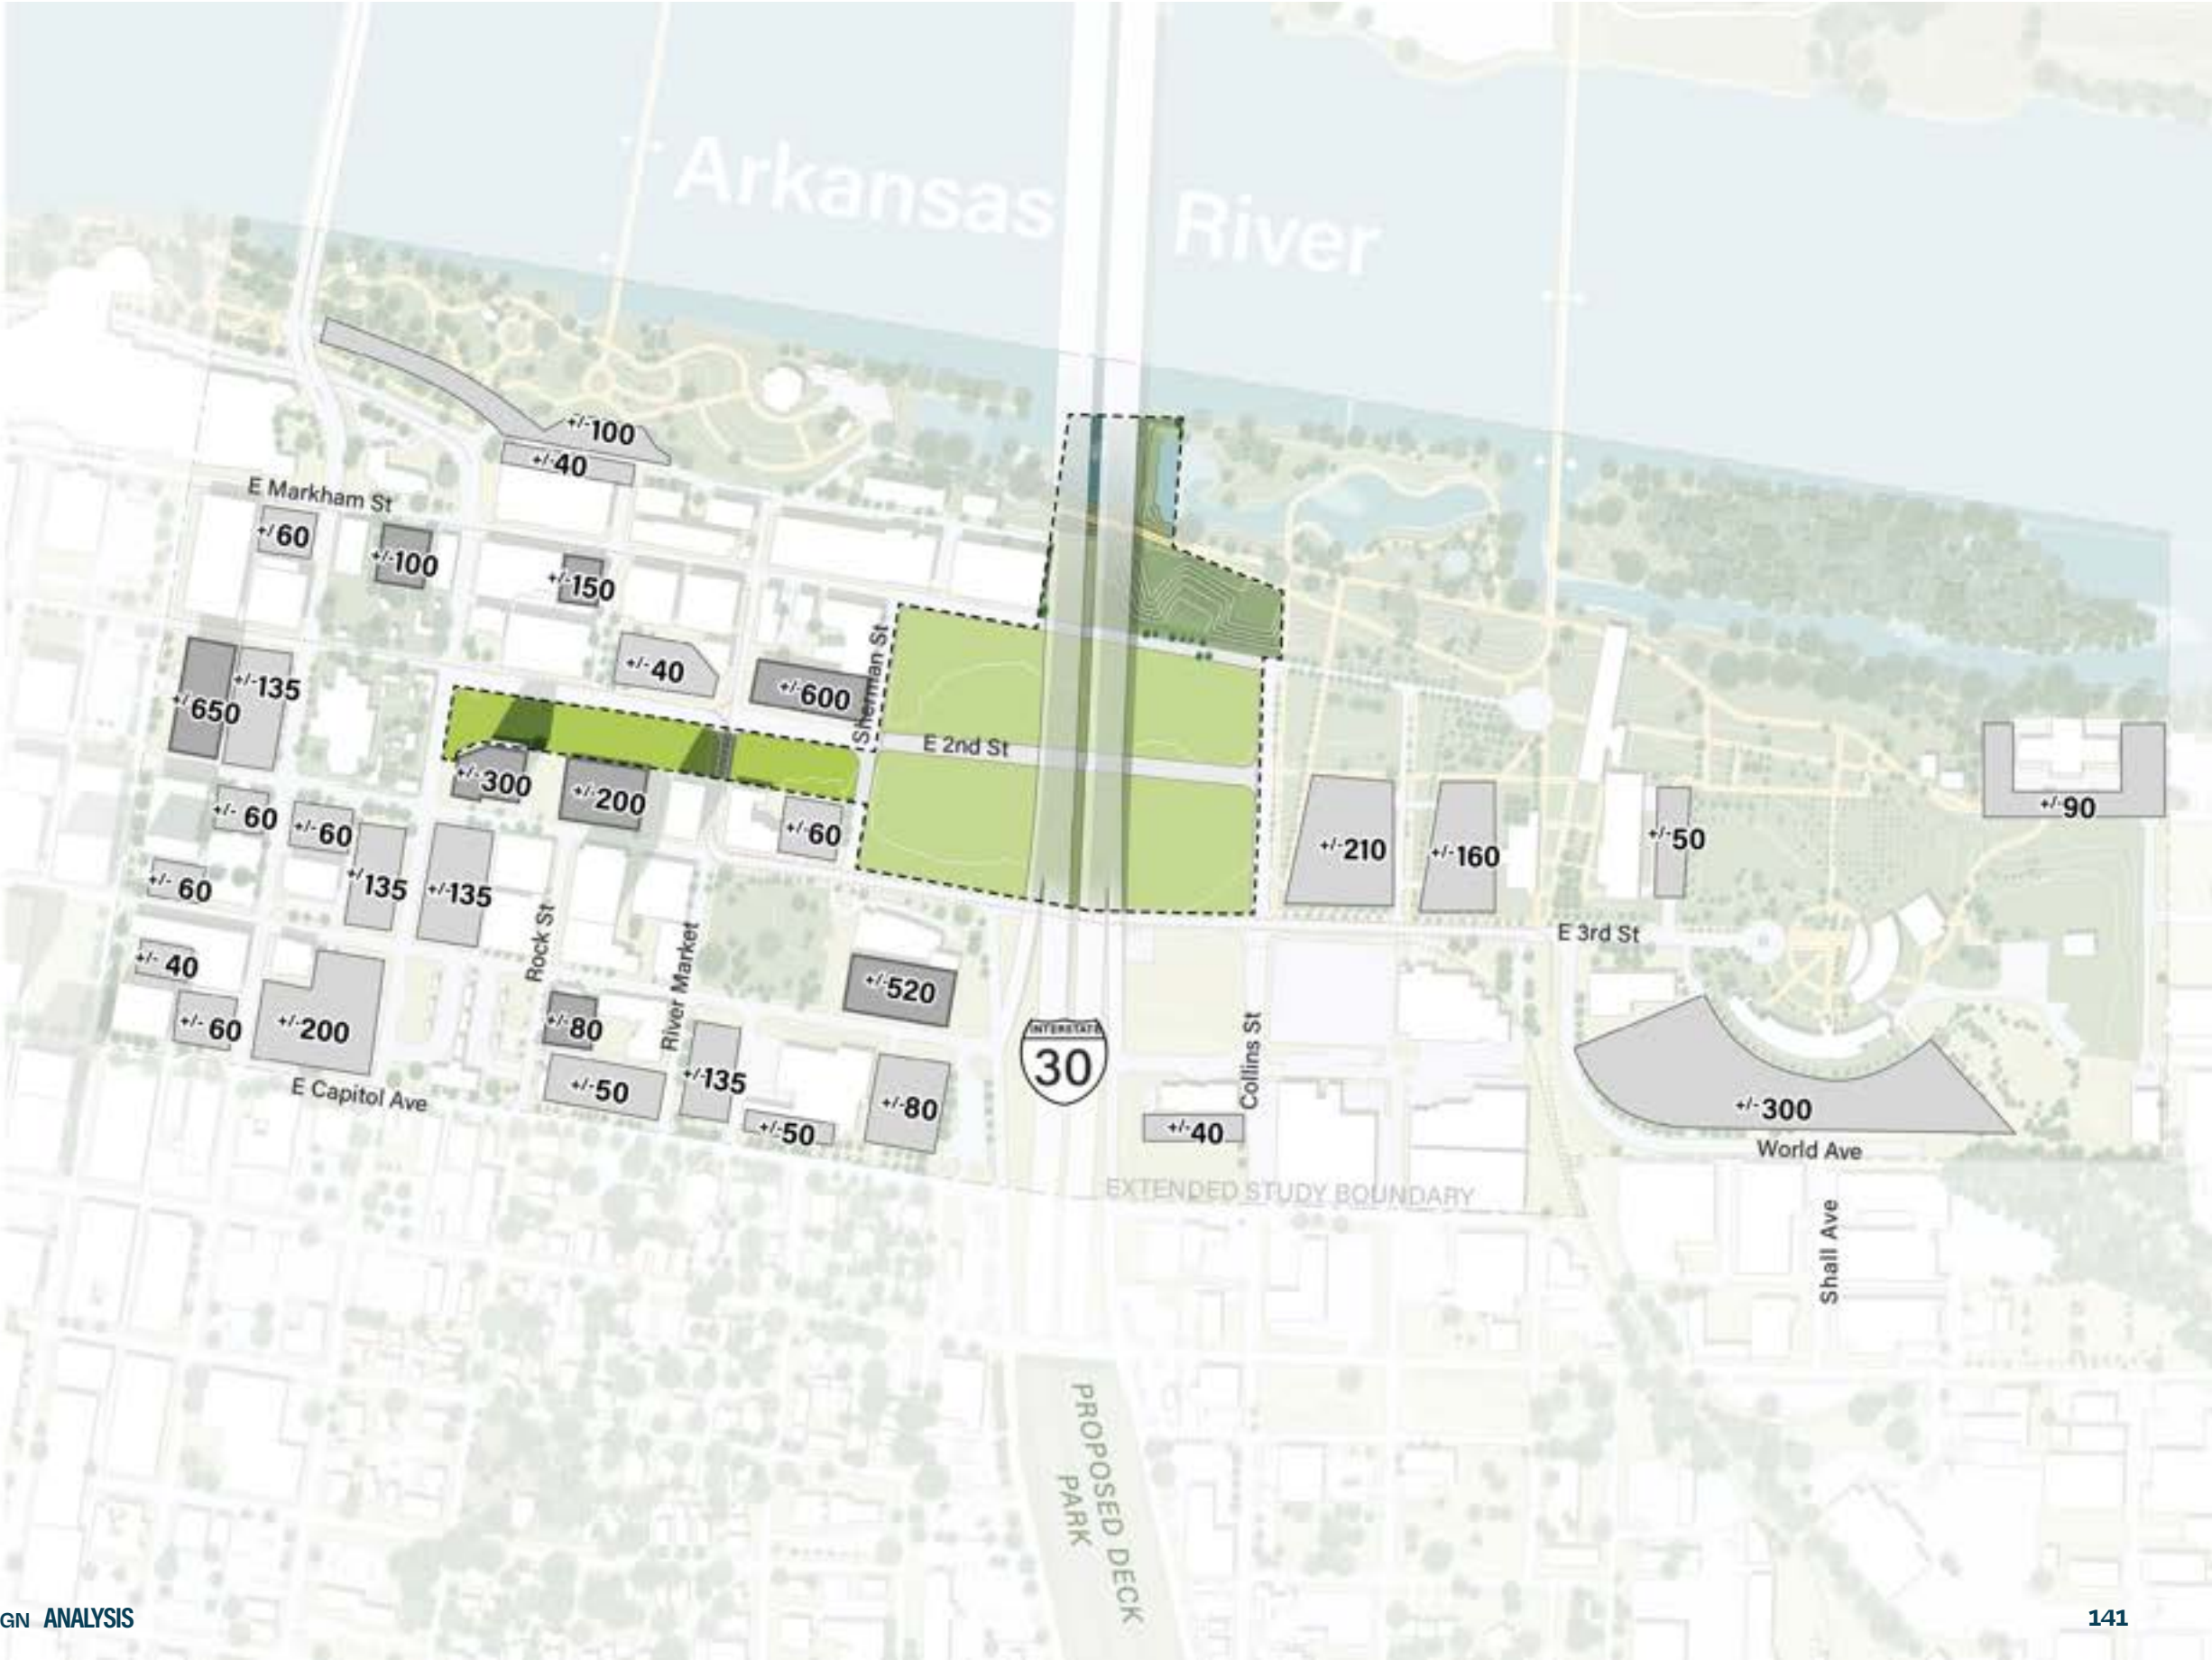 Arkansas River
+/-100
+/-40
E Markham St
+/-60
+/-100
+/-150
+/-40
+/-600
Sherman St
+/-135
+/-650
E 2nd St
+/-300
+/-200
+/-60
+/-60
+/-60
+/-60
+/-135
+/-135
+/-210
+/-160
+/-50
+/-90
Rock St
River Market
E 3rd St
+/-40
+/-60
+/-200
+/-80
+/-50
+/-135
+/-520
+/-50
+/-80
E Capitol Ave
INTERSTATE
30
Collins St
+/-40
+/-300
World Ave
EXTENDED STUDY BOUNDARY
Shall Ave
PROPOSED DECK
PARK
GN ANALYSIS
141